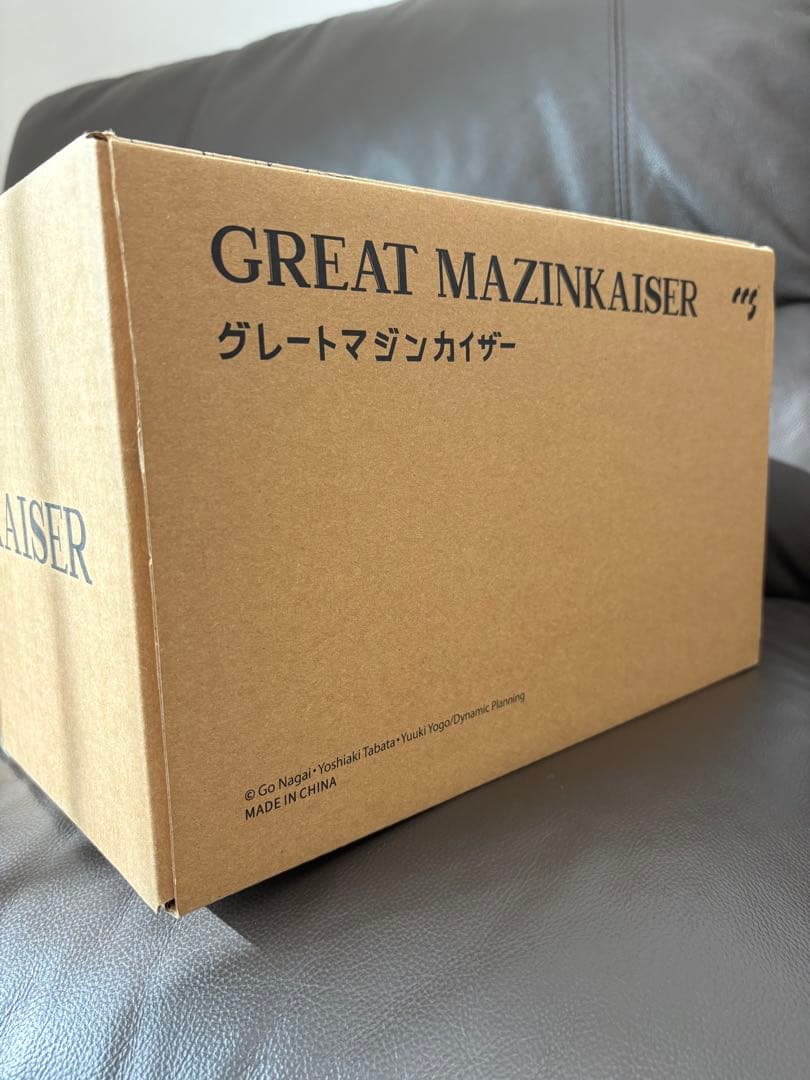 GREAT MAZINKAISER
グレートマジンカイザー
AISER
© Go Nagai・Yoshiaki Tabata・Yuuki Yogo/Dynamic Planning
MADE IN CHINA